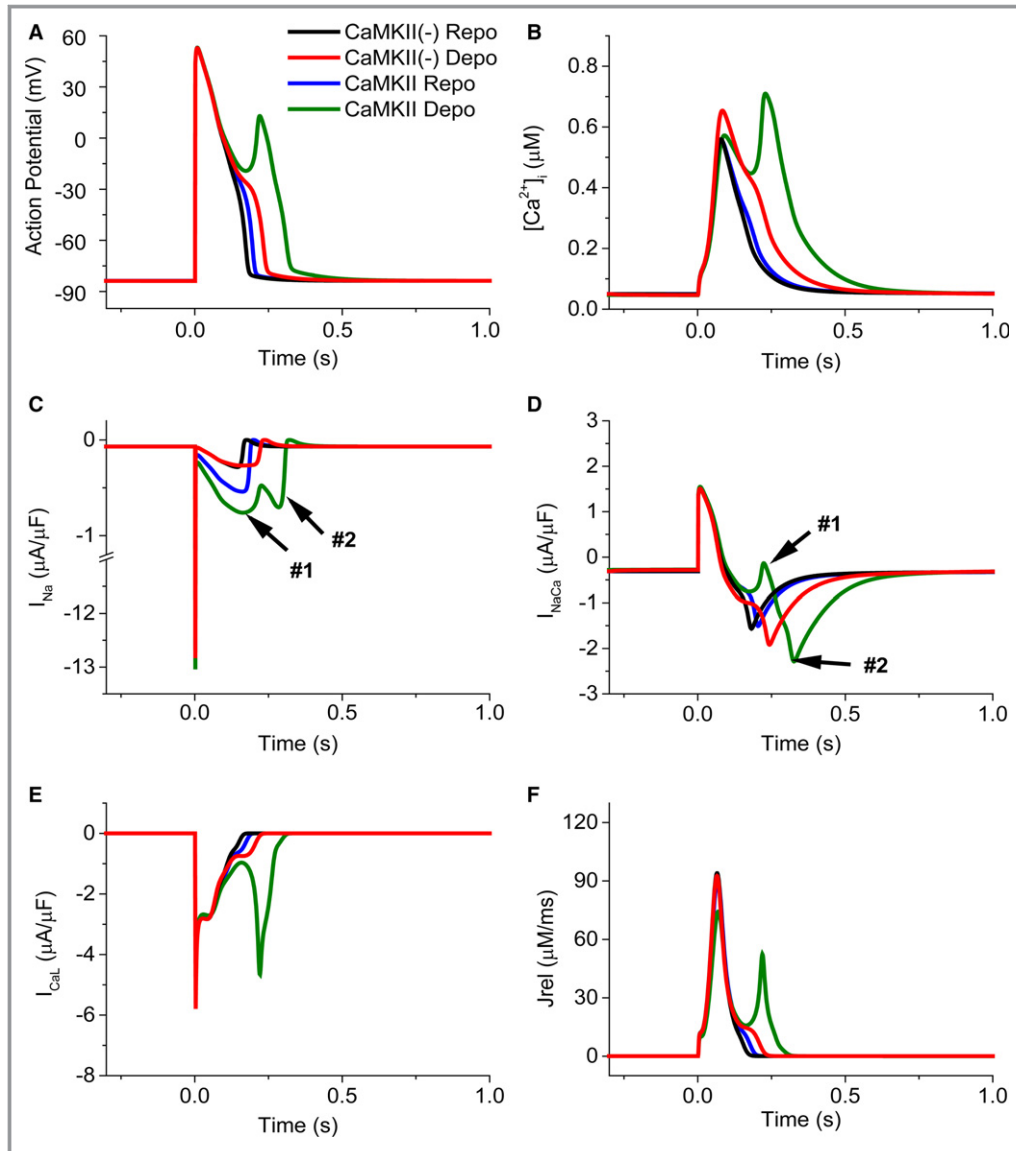 A
60
30
0
-30
-60
-90
Action Potential (mV)
CaMKII(-) Repo
CaMKII(-) Depo
CaMKII Repo
CaMKII Depo
0.0 0.5 1.0
Time (s)
B
0.8
0.6
0.4
0.2
0.0
[Ca2+]i (μM)
0.0 0.5 1.0
Time (s)
C
0
-1
-12
-13
INa (μA/μF)
#1
#2
0.0 0.5 1.0
Time (s)
D
3
2
1
0
-1
-2
-3
INaCa (μA/μF)
#1
#2
0.0 0.5 1.0
Time (s)
E
0
-2
-4
-6
-8
ICaL (μA/μF)
0.0 0.5 1.0
Time (s)
F
120
90
60
30
0
Jrel (μM/ms)
0.0 0.5 1.0
Time (s)